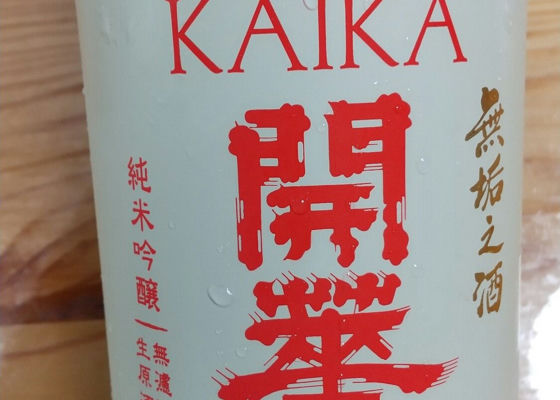 KAIKA
無垢之酒
開華
純米吟醸
無濾
生原酒